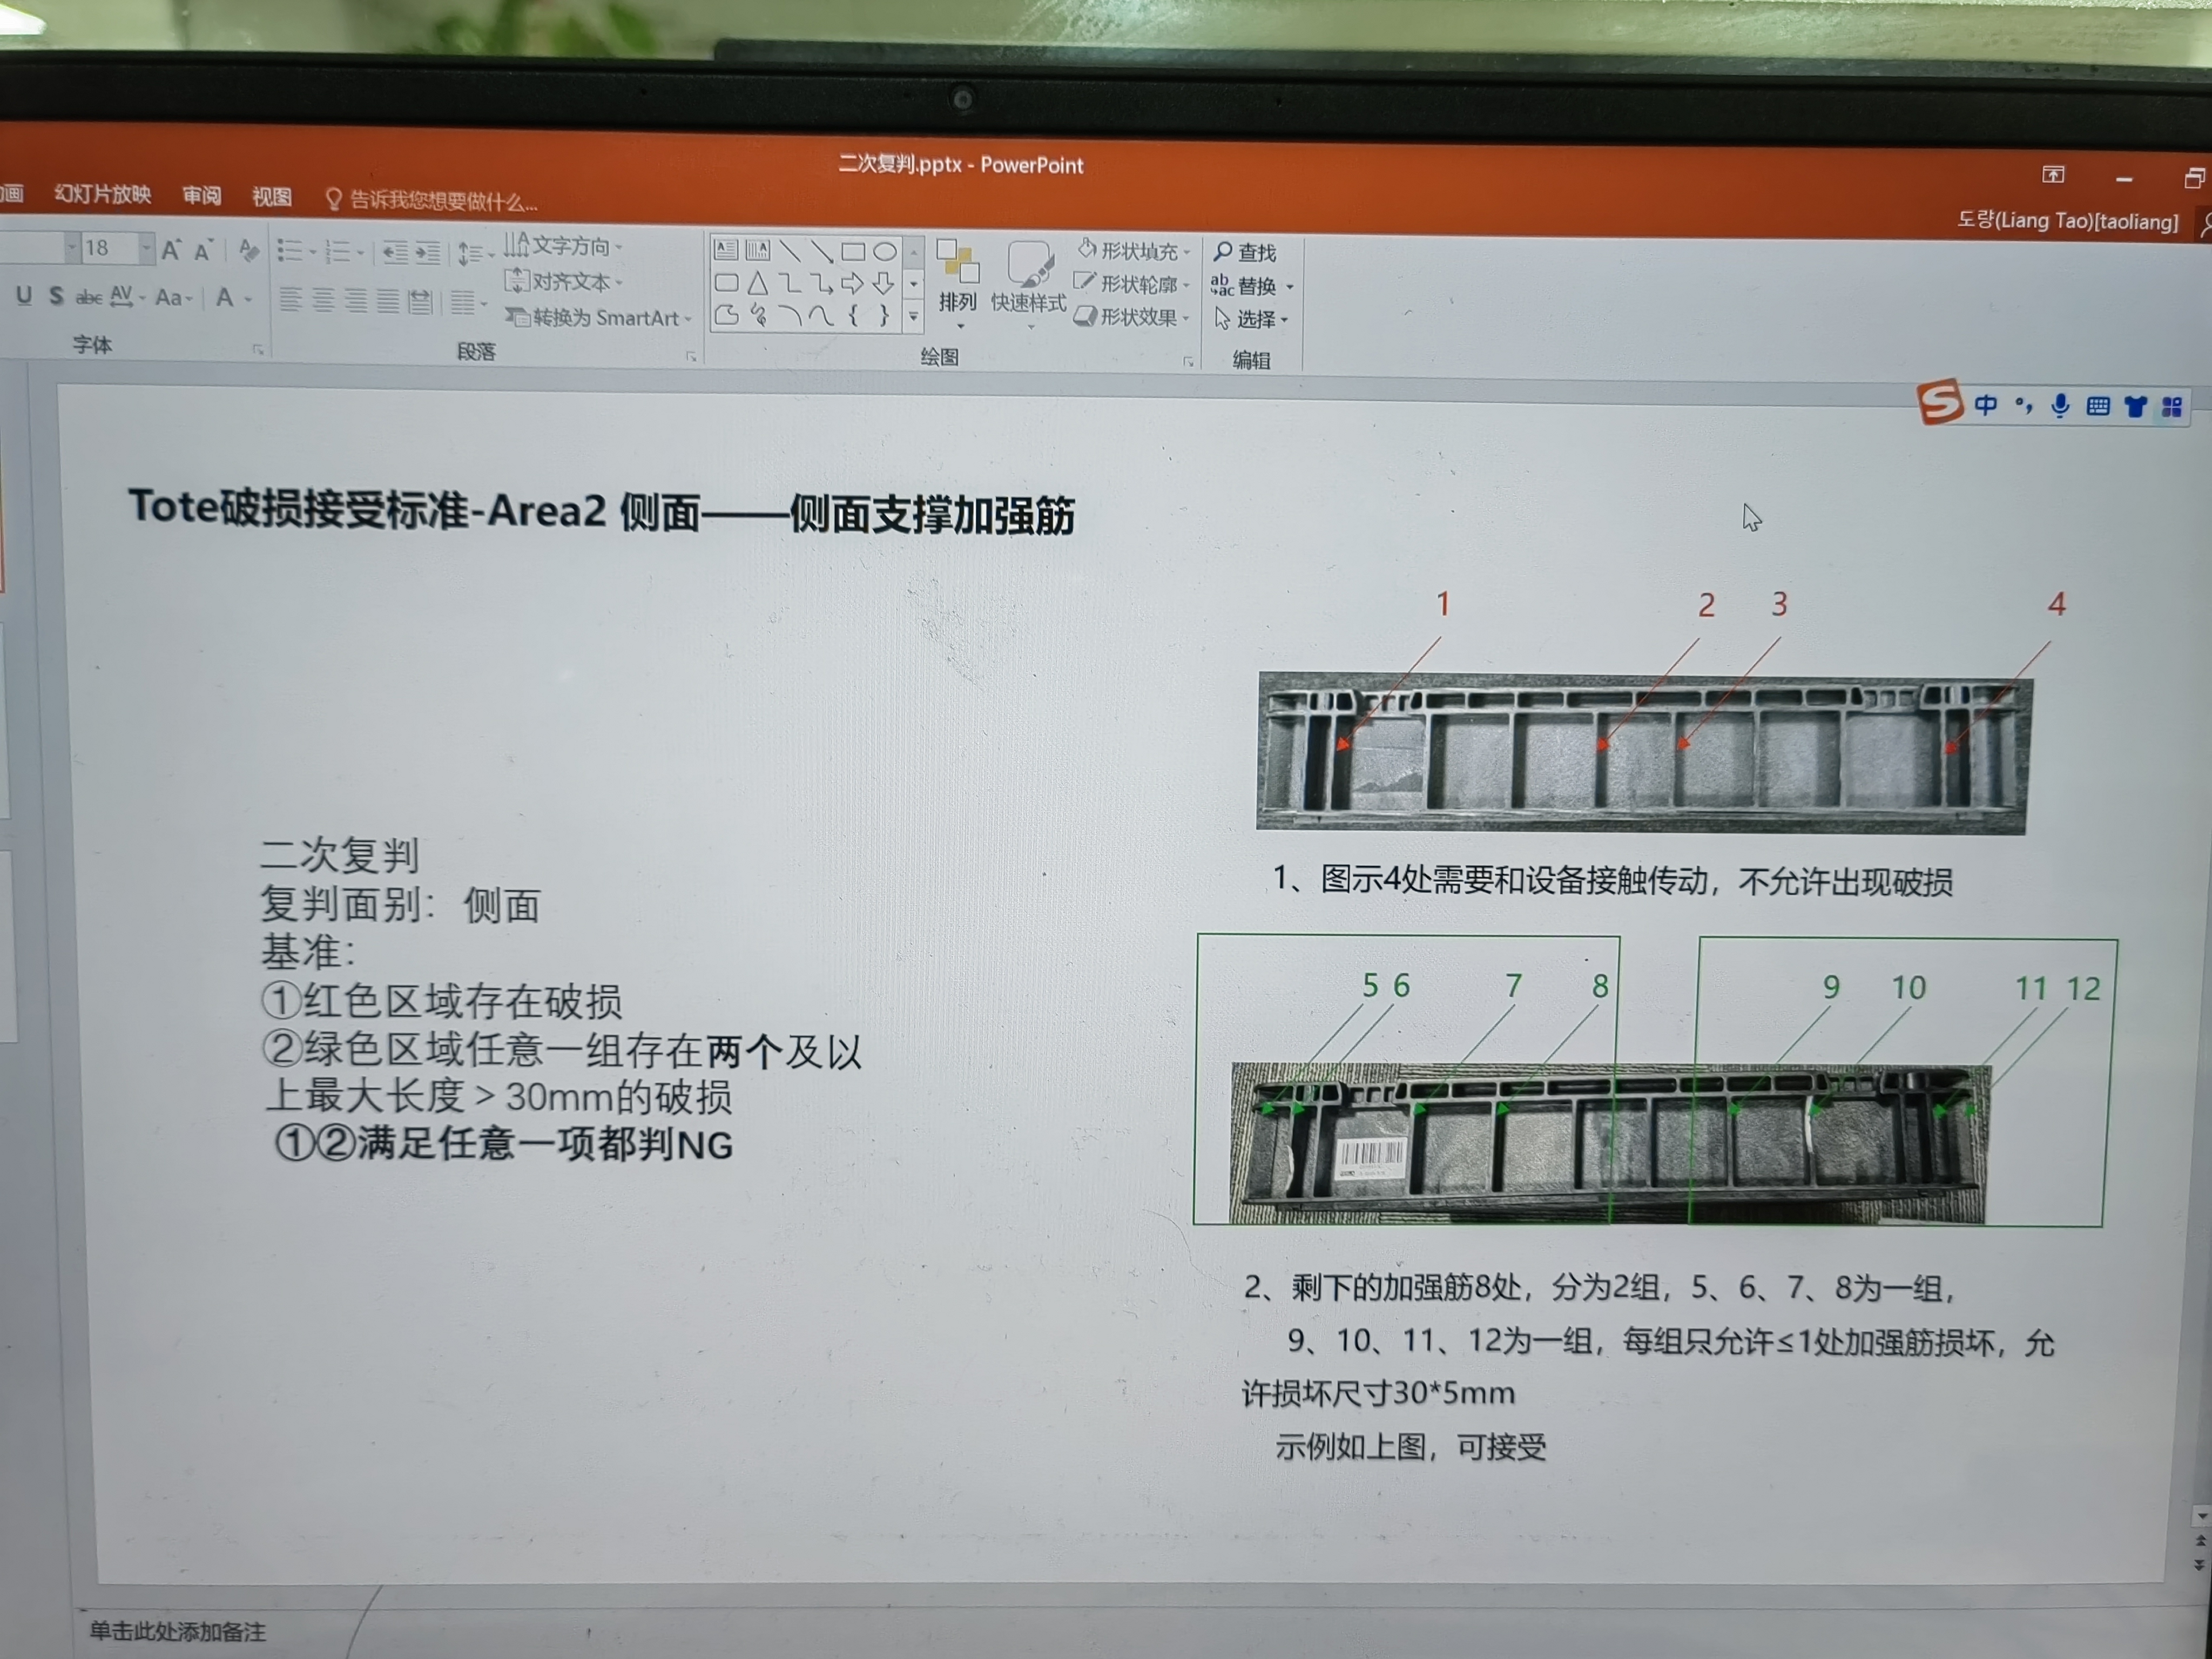 二次复判.pptx - PowerPoint
幻灯片放映 审阅 视图 告诉我您想要做什么...
도량(Liang Tao)[taoliang]
18
文字方向
对齐文本
转换为 SmartArt
排列
快速样式
形状填充
形状轮廓
形状效果
查找
替换
选择
字体
段落
绘图
编辑
中
Tote破损接受标准-Area2 侧面——侧面支撑加强筋
1 2 3 4
1、图示4处需要和设备接触传动，不允许出现破损
二次复判
复判面别：侧面
基准：
①红色区域存在破损
②绿色区域任意一组存在两个及以
上最大长度＞30mm的破损
①②满足任意一项都判NG
5 6 7 8 9 10 11 12
2、剩下的加强筋8处，分为2组，5、6、7、8为一组，
9、10、11、12为一组，每组只允许≤1处加强筋损坏，允
许损坏尺寸30*5mm
示例如上图，可接受
单击此处添加备注